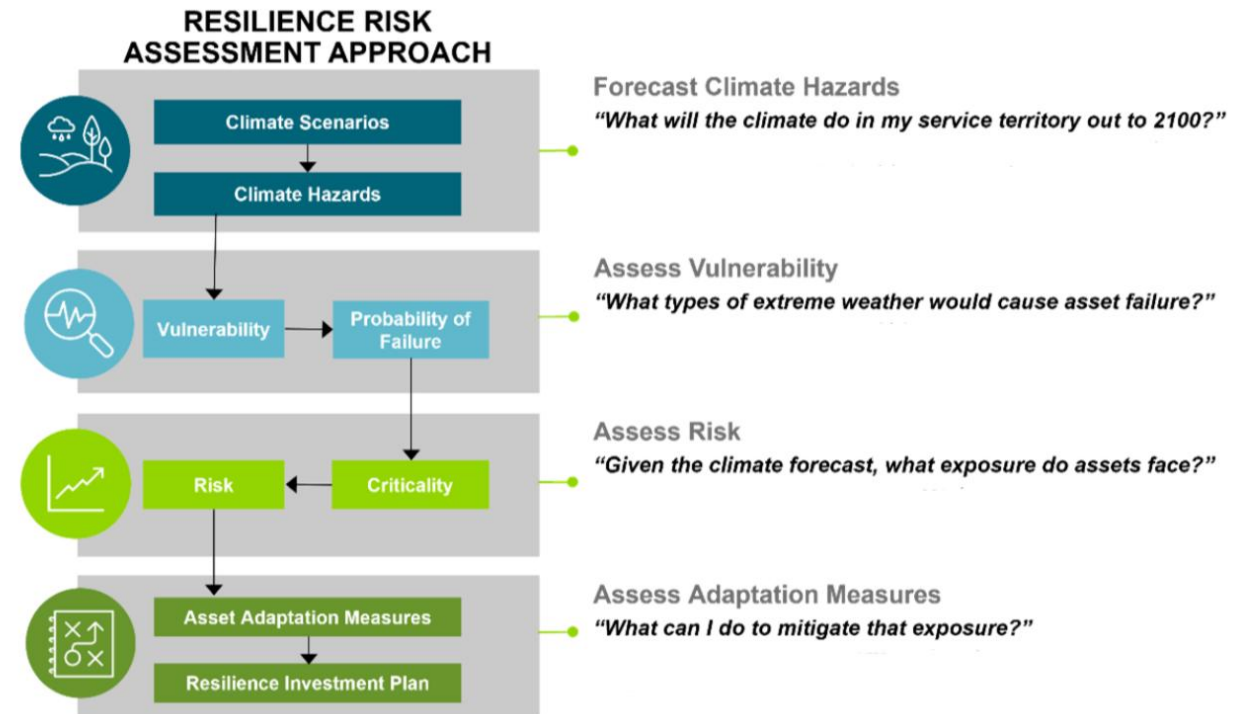 RESILIENCE RISK
ASSESSMENT APPROACH
Climate Scenarios
Climate Hazards
Forecast Climate Hazards
“What will the climate do in my service territory out to 2100?”
Vulnerability
Probability of
Failure
Assess Vulnerability
“What types of extreme weather would cause asset failure?”
Risk
Criticality
Assess Risk
“Given the climate forecast, what exposure do assets face?”
Asset Adaptation Measures
Resilience Investment Plan
Assess Adaptation Measures
“What can I do to mitigate that exposure?”